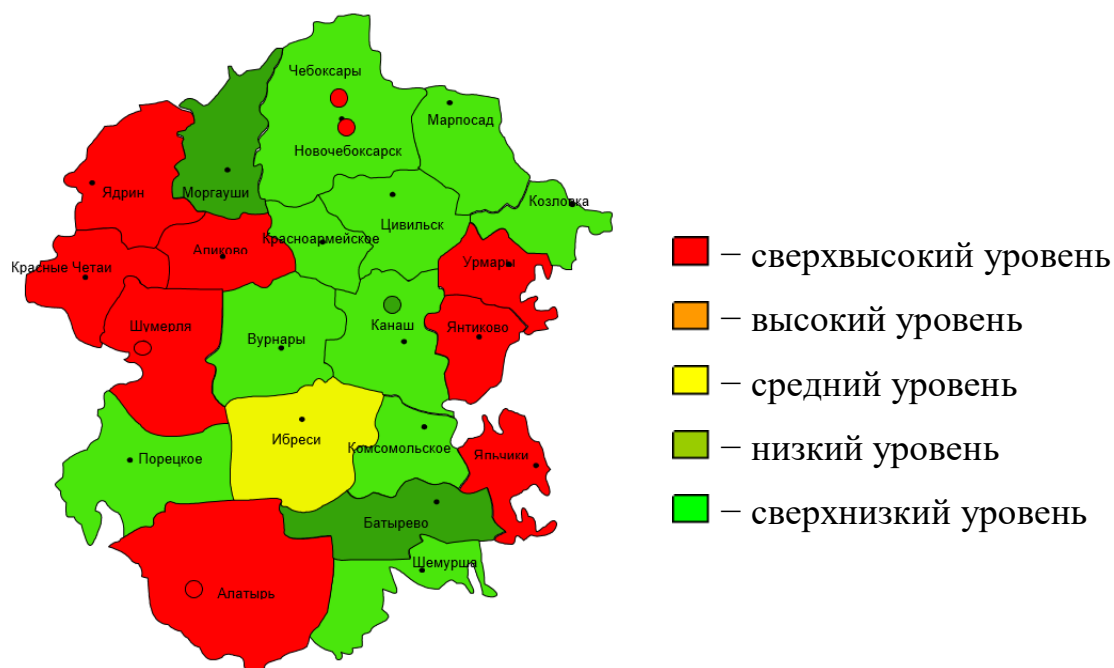 Чебоксары
Марпосад
Новочебоксарск
Ядрин
Моргауши
Козловка
Цивильск
Красноармейское
Аликово
Урмары
Красные Четаи
Шумерля
Канаш
Янтиково
Вурнары
Ибреси
Комсомольское
Порецкое
Яльчики
Батырево
Шемурша
Алатырь
– сверхвысокий уровень
– высокий уровень
– средний уровень
– низкий уровень
– сверхнизкий уровень